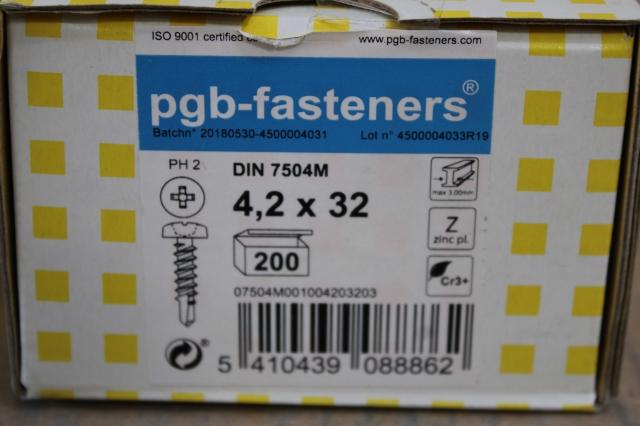 ISO 9001 certified
www.pgb-fasteners.com
pgb-fasteners®
Batchn° 20180530-4500004031 Lot n° 4500004033R19
PH 2
DIN 7504M
4,2 x 32
200
max 3.00mm
Z
zinc pl.
Cr3+
07504M001004203203
®
5 410439 088862